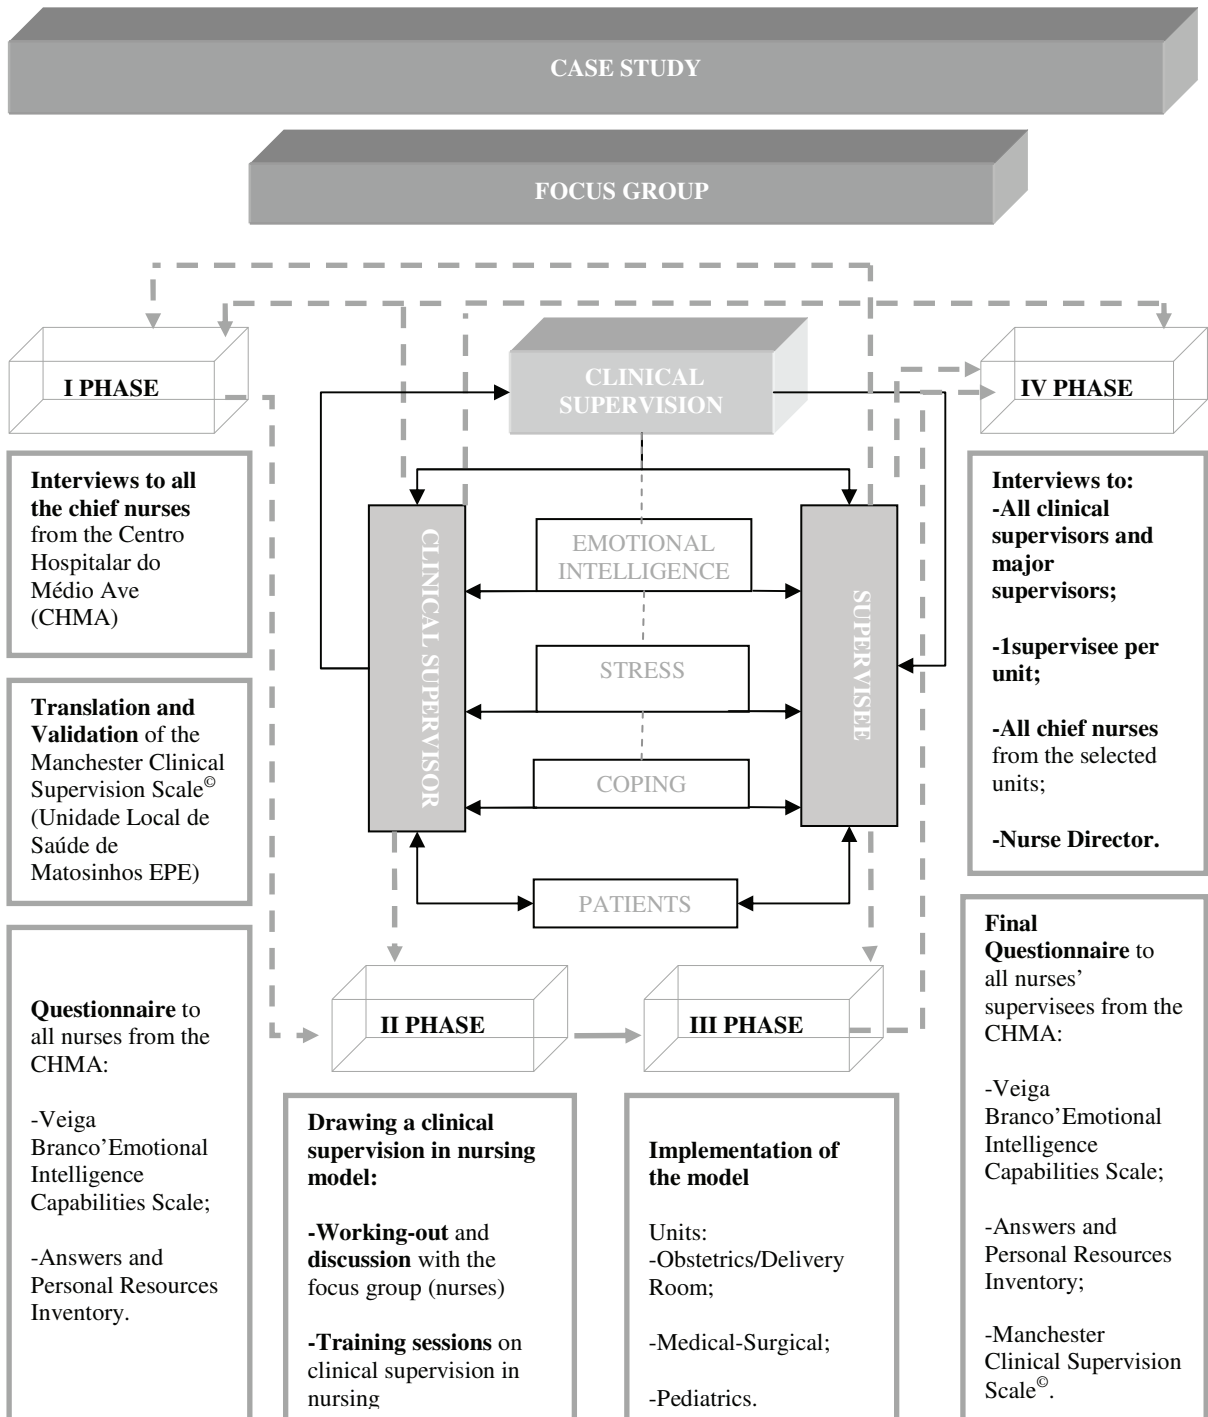 CASE STUDY
FOCUS GROUP
I PHASE
CLINICAL
SUPERVISION
IV PHASE
Interviews to all
the chief nurses
from the Centro
Hospitalar do
Médio Ave
(CHMA)
Translation and
Validation of the
Manchester Clinical
Supervision Scale©
(Unidade Local de
Saúde de
Matosinhos EPE)
Questionnaire to
all nurses from the
CHMA:
-Veiga
Branco'Emotional
Intelligence
Capabilities Scale;
-Answers and
Personal Resources
Inventory.
CLINICAL SUPERVISOR
EMOTIONAL
INTELLIGENCE
STRESS
COPING
PATIENTS
SUPERVISEE
II PHASE
III PHASE
Drawing a clinical
supervision in nursing
model:
-Working-out and
discussion with the
focus group (nurses)
-Training sessions on
clinical supervision in
nursing
Implementation of
the model
Units:
-Obstetrics/Delivery
Room;
-Medical-Surgical;
-Pediatrics.
Interviews to:
-All clinical
supervisors and
major
supervisors;
-1supervisee per
unit;
-All chief nurses
from the selected
units;
-Nurse Director.
Final
Questionnaire to
all nurses'
supervisees from the
CHMA:
-Veiga
Branco'Emotional
Intelligence
Capabilities Scale;
-Answers and
Personal Resources
Inventory;
-Manchester
Clinical Supervision
Scale©.